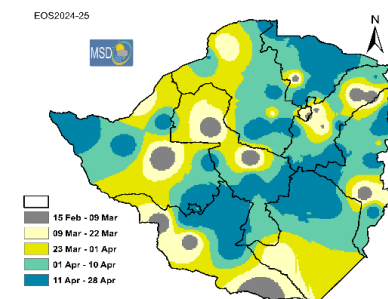 EOS2024-25
N
MSD
15 Feb - 09 Mar
09 Mar - 22 Mar
23 Mar - 01 Apr
01 Apr - 10 Apr
11 Apr - 28 Apr